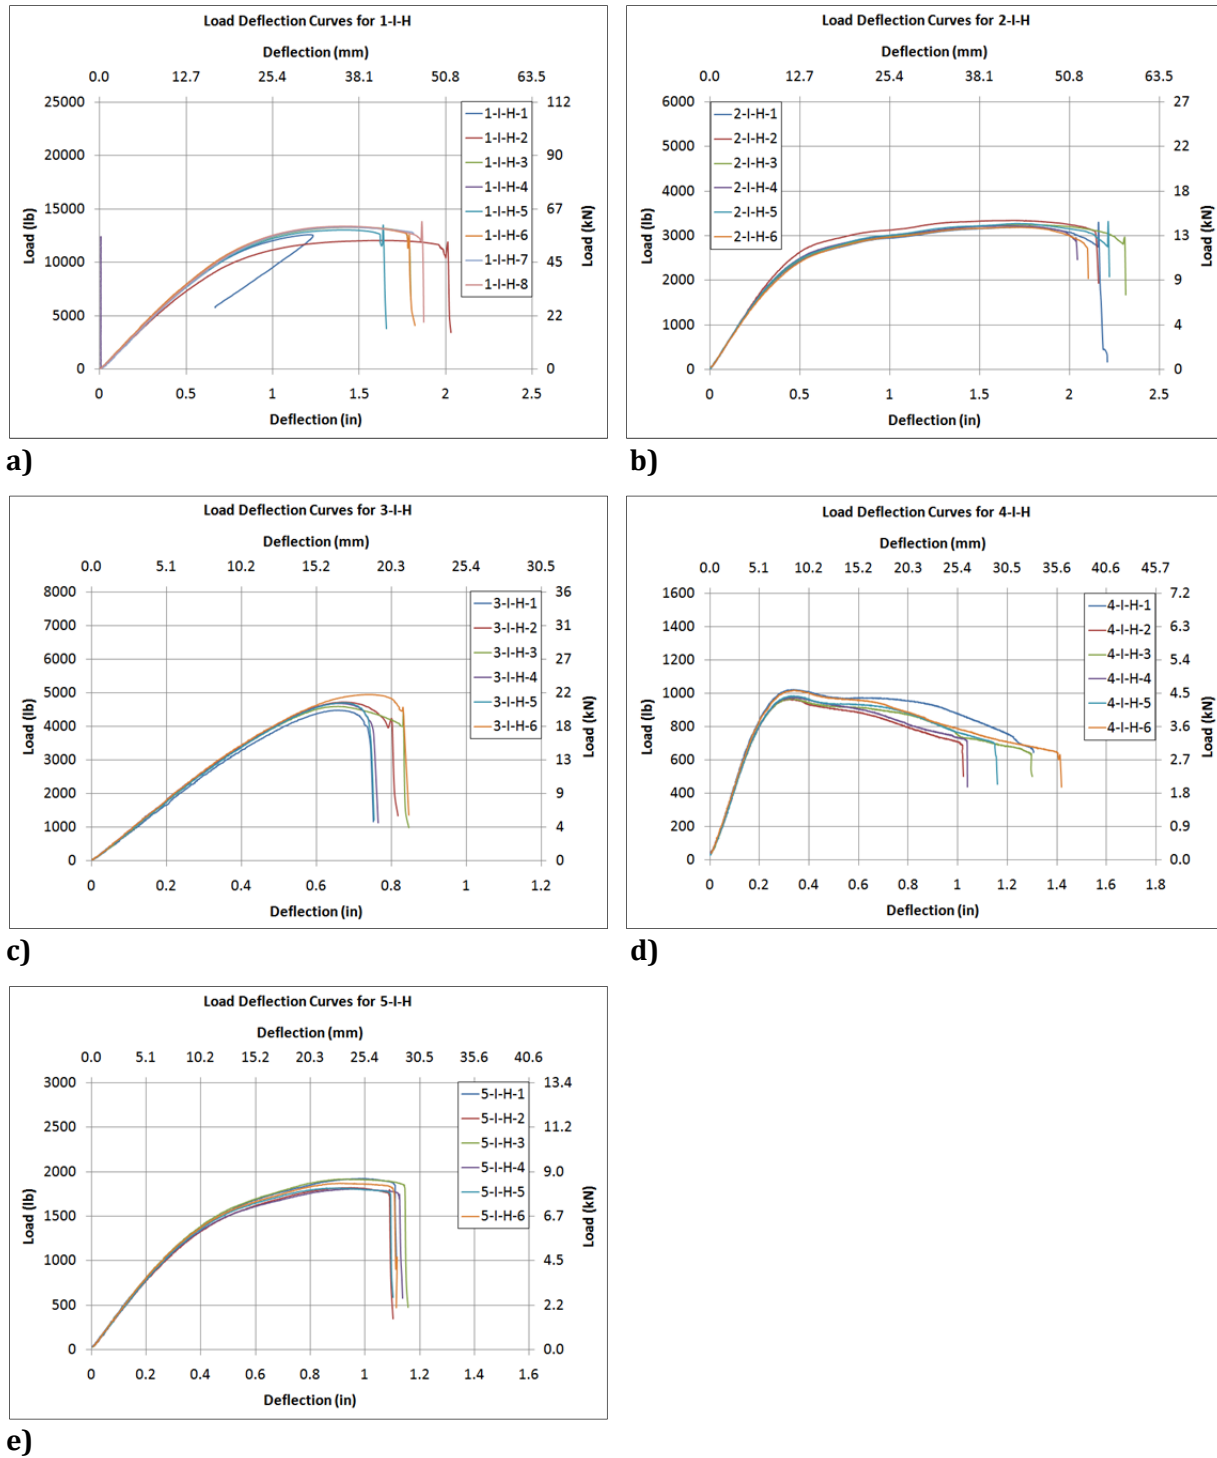 Load Deflection Curves for 1-I-H
Deflection (mm)
0.0 12.7 25.4 38.1 50.8 63.5
25000 112
20000 90
15000 67
10000 45
5000 22
0 0
Load (lb)
Load (kN)
1-I-H-1
1-I-H-2
1-I-H-3
1-I-H-4
1-I-H-5
1-I-H-6
1-I-H-7
1-I-H-8
0 0.5 1 1.5 2 2.5
Deflection (in)
a)
Load Deflection Curves for 2-I-H
Deflection (mm)
0.0 12.7 25.4 38.1 50.8 63.5
6000 27
5000 22
4000 18
3000 13
2000 9
1000 4
0 0
Load (lb)
Load (kN)
2-I-H-1
2-I-H-2
2-I-H-3
2-I-H-4
2-I-H-5
2-I-H-6
0 0.5 1 1.5 2 2.5
Deflection (in)
b)
Load Deflection Curves for 3-I-H
Deflection (mm)
0.0 5.1 10.2 15.2 20.3 25.4 30.5
8000 36
7000 31
6000 27
5000 22
4000 18
3000 13
2000 9
1000 4
0 0
Load (lb)
Load (kN)
3-I-H-1
3-I-H-2
3-I-H-3
3-I-H-4
3-I-H-5
3-I-H-6
0 0.2 0.4 0.6 0.8 1 1.2
Deflection (in)
c)
Load Deflection Curves for 4-I-H
Deflection (mm)
0.0 5.1 10.2 15.2 20.3 25.4 30.5 35.6 40.6 45.7
1600 7.2
1400 6.3
1200 5.4
1000 4.5
800 3.6
600 2.7
400 1.8
200 0.9
0 0.0
Load (lb)
Load (kN)
4-I-H-1
4-I-H-2
4-I-H-3
4-I-H-4
4-I-H-5
4-I-H-6
0 0.2 0.4 0.6 0.8 1 1.2 1.4 1.6 1.8
Deflection (in)
d)
Load Deflection Curves for 5-I-H
Deflection (mm)
0.0 5.1 10.2 15.2 20.3 25.4 30.5 35.6 40.6
3000 13.4
2500 11.2
2000 9.0
1500 6.7
1000 4.5
500 2.2
0 0.0
Load (lb)
Load (kN)
5-I-H-1
5-I-H-2
5-I-H-3
5-I-H-4
5-I-H-5
5-I-H-6
0 0.2 0.4 0.6 0.8 1 1.2 1.4 1.6
Deflection (in)
e)